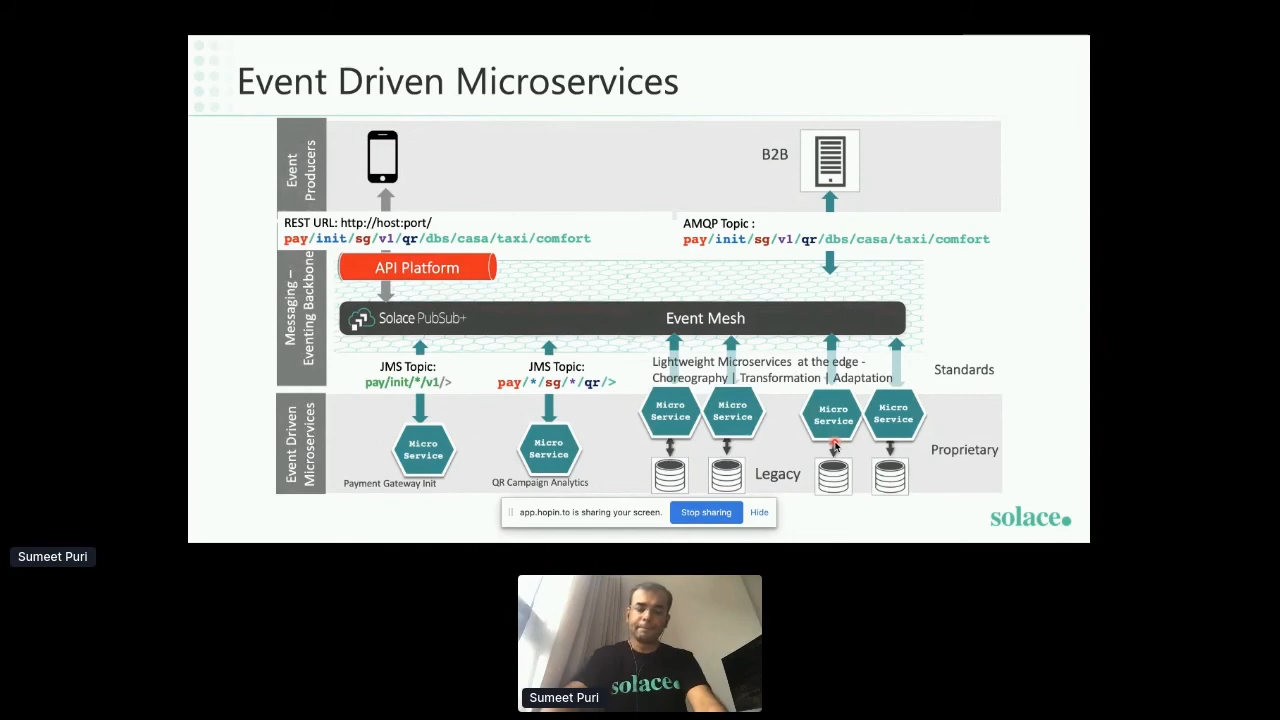 Event Driven Microservices
Event
Producers
B2B
REST URL: http://host:port/
pay/init/sg/v1/qr/dbs/casa/taxi/comfort
AMQP Topic :
pay/init/sg/v1/qr/dbs/casa/taxi/comfort
Messaging –
Eventing Backbone
API Platform
Solace PubSub+
Event Mesh
JMS Topic:
pay/init/*/v1/>
JMS Topic:
pay/*/sg/*/qr/>
Lightweight Microservices at the edge -
Choreography | Transformation | Adaptation
Standards
Event Driven
Microservices
Micro
Service
Micro
Service
Micro
Service
Micro
Service
Micro
Service
Micro
Service
Proprietary
Payment Gateway Init
QR Campaign Analytics
Legacy
app.hopin.to is sharing your screen.
Stop sharing
Hide
solace.
Sumeet Puri
solace.
Sumeet Puri